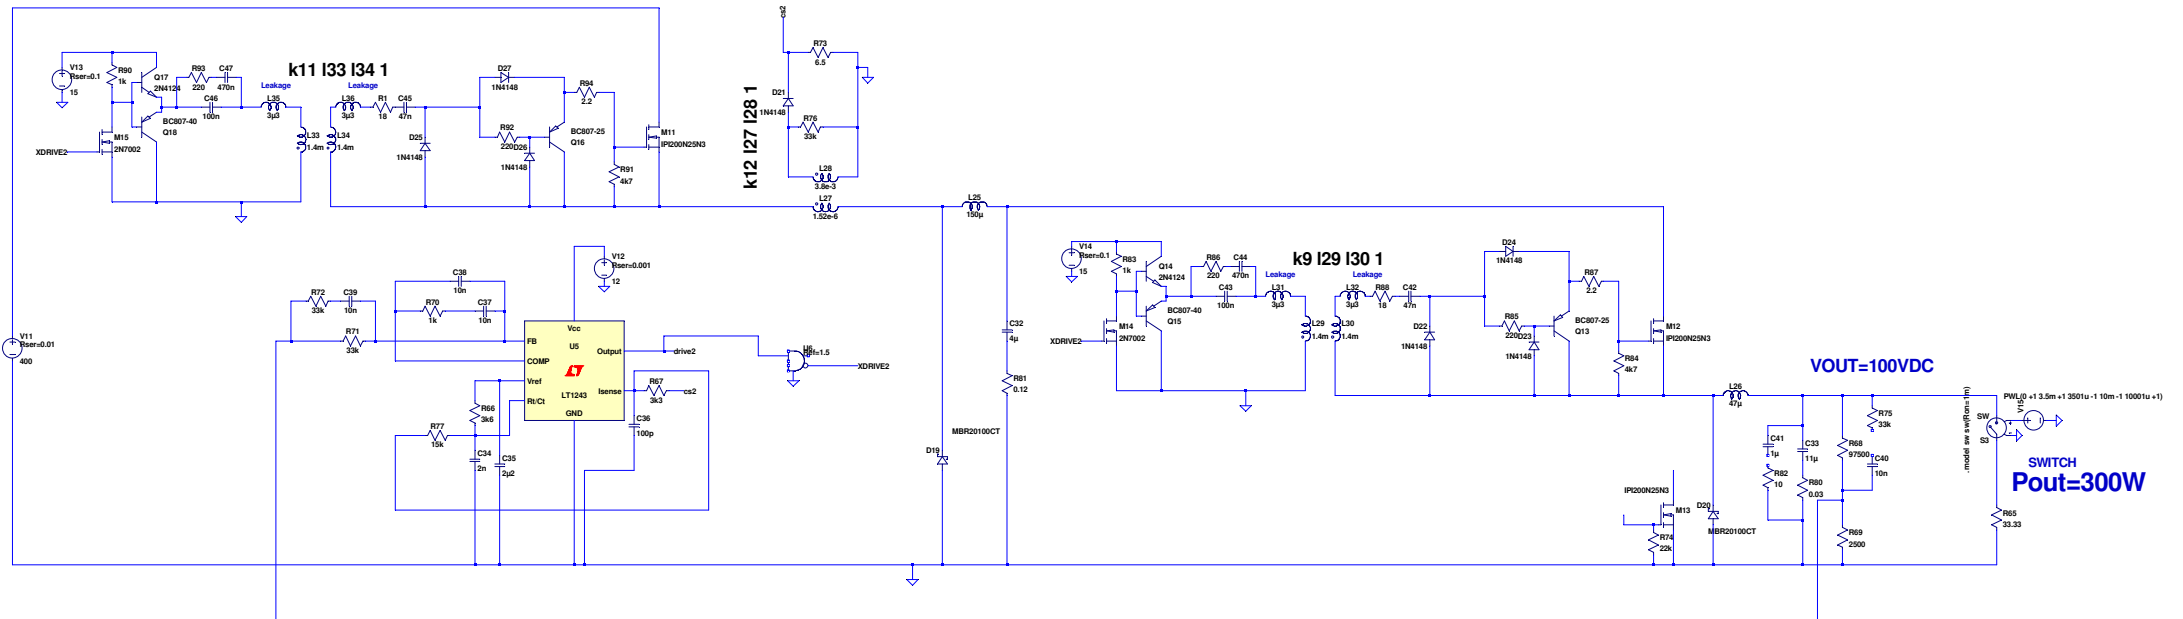 V13
Rser=0.1
15
R90
1k
Q17
2N4124
R93
220
C47
470n
C46
100n
BC807-40
Q18
M15
2N7002
XDRIVE2
k11 l33 l34 1
Leakage
L35
3µ3
L33
1.4m
Leakage
L36
3µ3
L34
1.4m
R1
18
C45
47n
D25
1N4148
D27
1N4148
R92
220
D26
1N4148
BC807-25
Q16
R94
2.2
R91
4k7
M11
IPI200N25N3
cs2
R73
6.5
D21
1N4148
R76
33k
L28
3.8e-3
L27
1.52e-6
k12 l27 l28 1
L25
150µ
V11
Rser=0.01
400
R72
33k
C39
10n
R71
33k
C38
10n
R70
1k
C37
10n
V12
Rser=0.001
12
Vcc
U5
FB
COMP
Vref
Rt/Ct
Output
Isense
LT1243
GND
R66
3k6
R77
15k
C34
2n
C35
2µ2
R67
3k3
cs2
C36
100p
drive2
XDRIVE2
D19
MBR20100CT
C32
4µ
R81
0.12
V14
Rser=0.1
15
R83
1k
Q14
2N4124
R86
220
C44
470n
C43
100n
BC807-40
Q15
M14
2N7002
XDRIVE2
k9 l29 l30 1
Leakage
L31
3µ3
L29
1.4m
Leakage
L32
3µ3
L30
1.4m
R88
18
C42
47n
D22
1N4148
D24
1N4148
R85
220
D23
1N4148
BC807-25
Q13
R87
2.2
R84
4k7
M12
IPI200N25N3
VOUT=100VDC
L26
47µ
IPI200N25N3
M13
R74
22k
D20
MBR20100CT
C41
1µ
R82
10
C33
11µ
R80
0.03
R68
97500
R75
33k
C40
10n
R69
2500
.model sw sw(Ron=1m)
PWL(0 +1 3.5m +1 3501u -1 10m -1 10001u +1)
SW
S3
V15
SWITCH
Pout=300W
R65
33.33